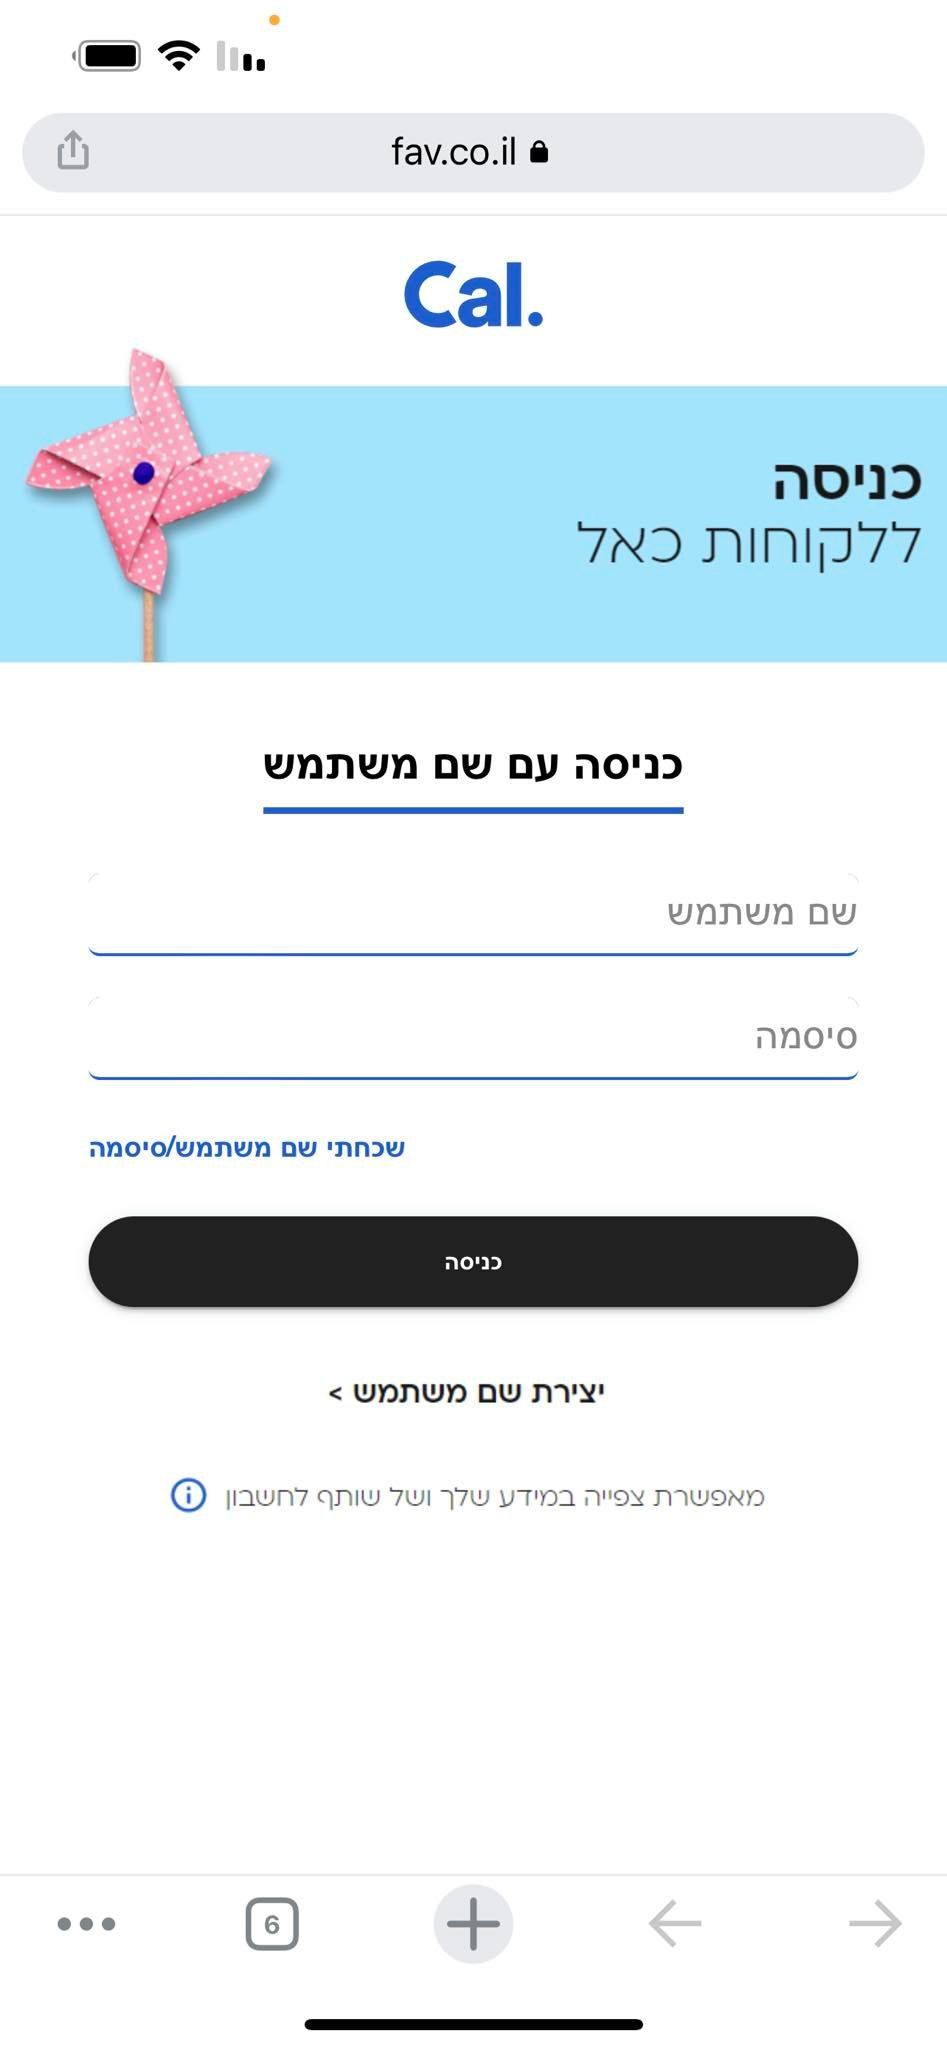 fav.co.il
Cal.
כניסה
ללקוחות כאל
כניסה עם שם משתמש
שם משתמש
סיסמה
שכחתי שם משתמש/סיסמה
כניסה
יצירת שם משתמש >
מאפשרת צפייה במידע שלך ושל שותף לחשבון
6